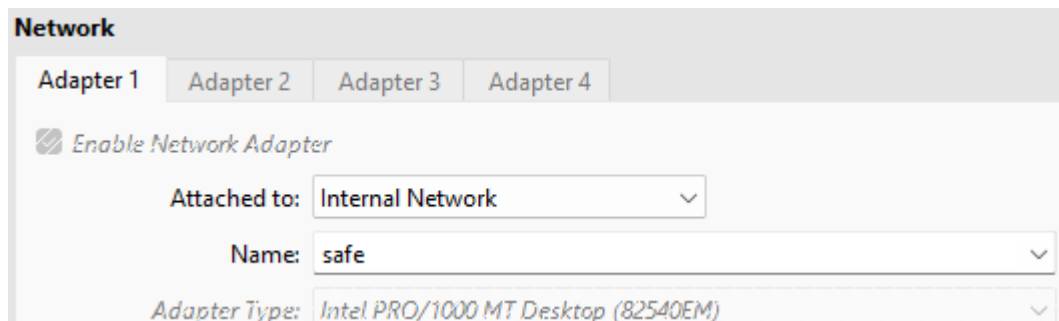 Network
Adapter 1 Adapter 2 Adapter 3 Adapter 4
Enable Network Adapter
Attached to: Internal Network
Name: safe
Adapter Type: Intel PRO/1000 MT Desktop (82540EM)